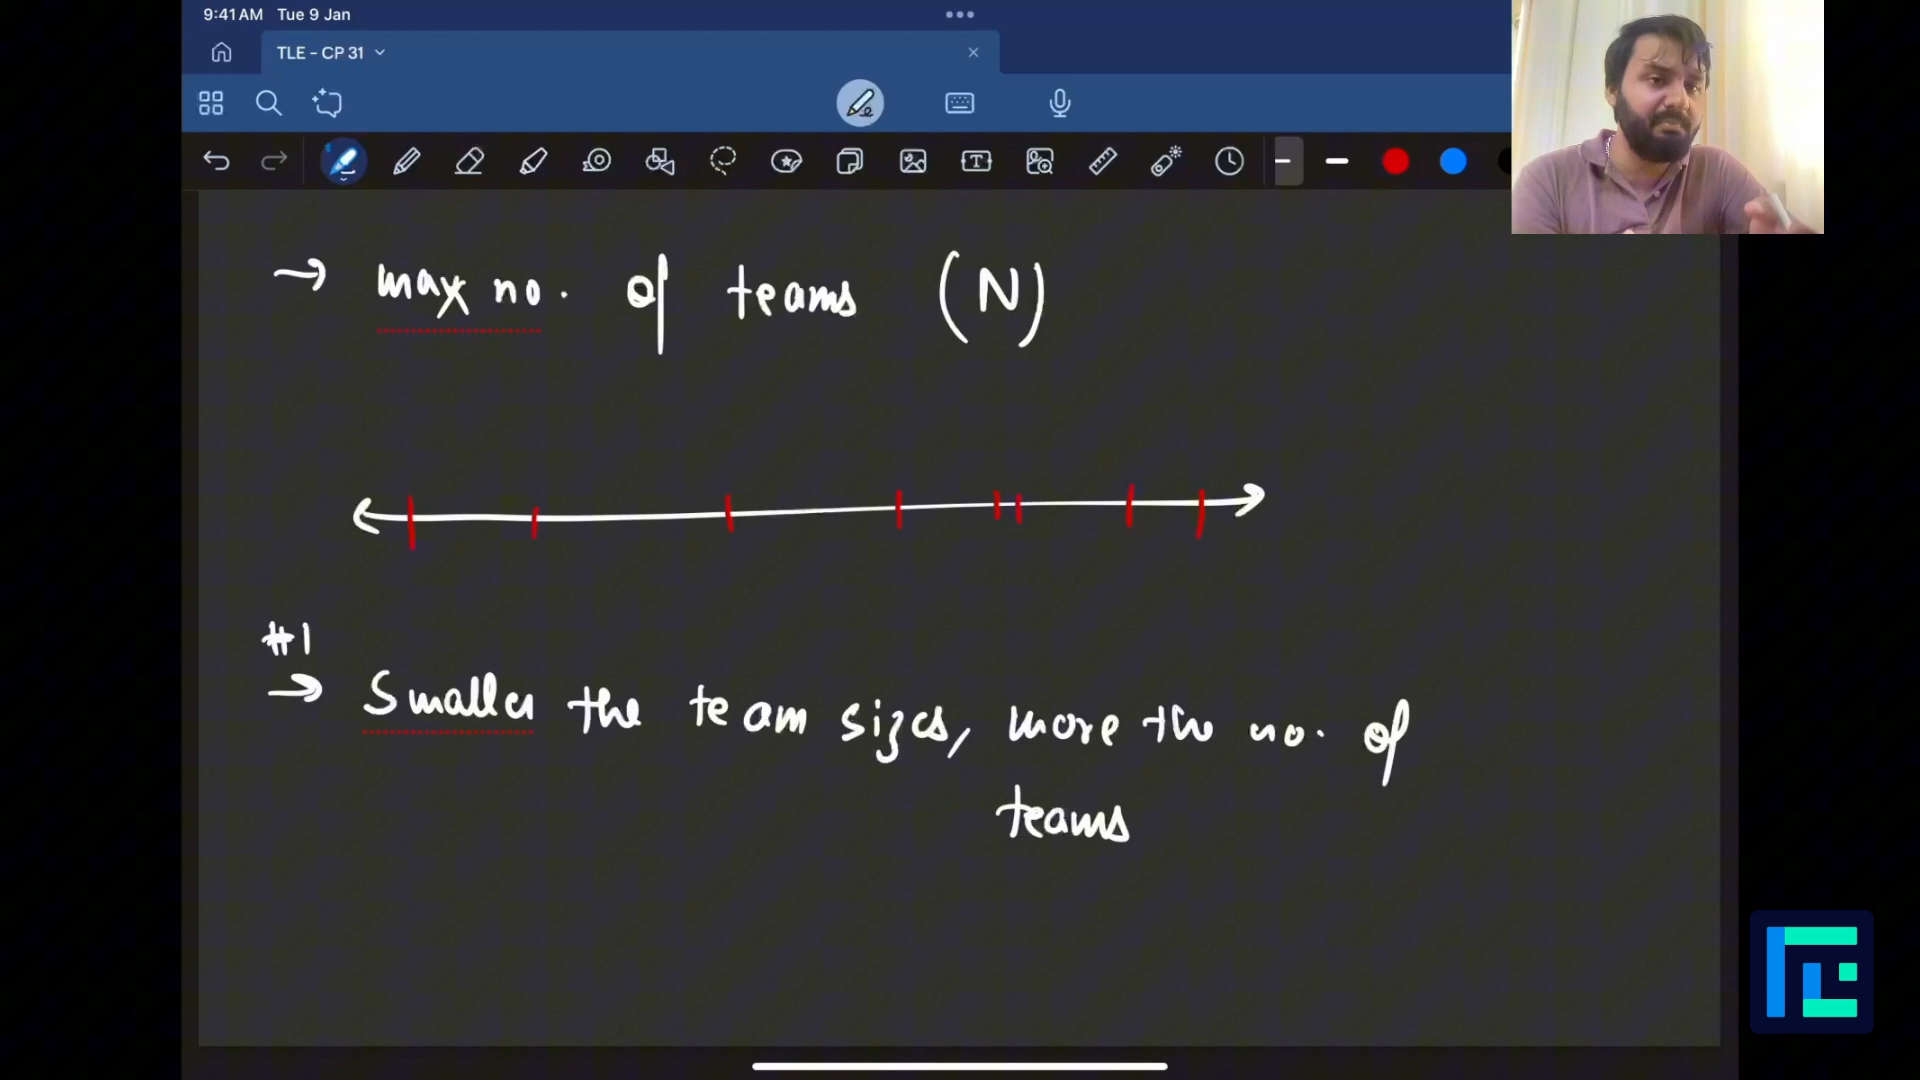 9:41 AM Tue 9 Jan
TLE - CP 31
→ max no. of teams (N)
#1
→ Smaller the team sizes, more the no. of
teams